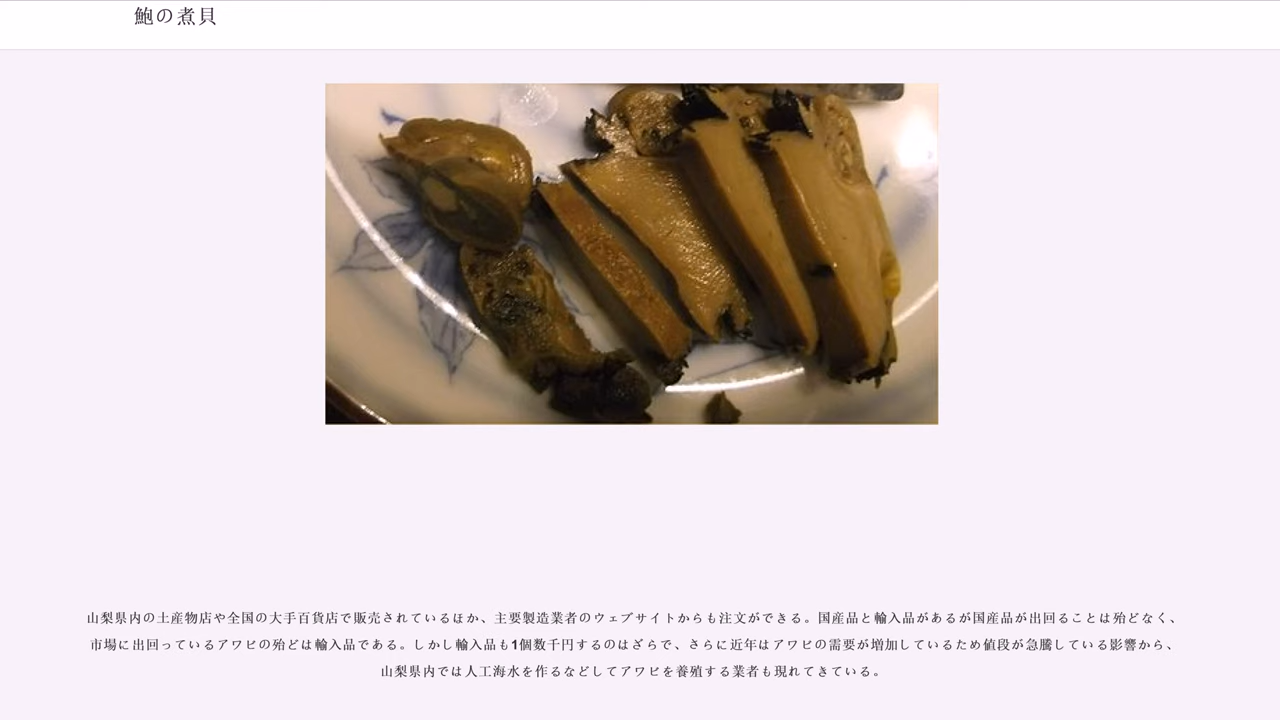 鮑の煮貝
山梨県内の土産物店や全国の大手百貨店で販売されているほか、主要製造業者のウェブサイトからも注文ができる。国産品と輸入品があるが国産品が出回ることは殆どなく、
市場に出回っているアワビの殆どは輸入品である。しかし輸入品も1個数千円するのはざらで、さらに近年はアワビの需要が増加しているため値段が急騰している影響から、
山梨県内では人工海水を作るなどしてアワビを養殖する業者も現れてきている。